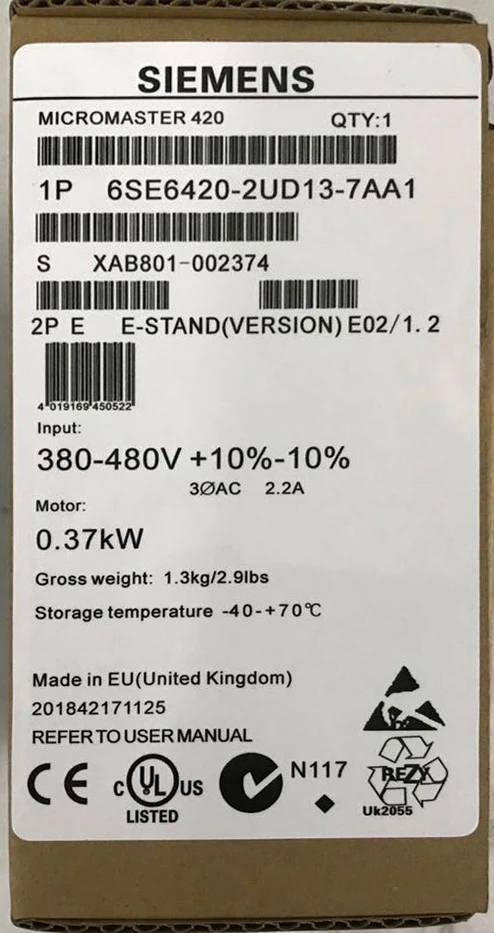 SIEMENS
MICROMASTER 420 QTY:1
1P 6SE6420-2UD13-7AA1
S XAB801-002374
2P E E-STAND(VERSION) E02/1. 2
4 019169 450522
Input:
380-480V +10%-10%
3ØAC 2.2A
Motor:
0.37kW
Gross weight: 1.3kg/2.9lbs
Storage temperature -40-+70℃
Made in EU(United Kingdom)
201842171125
REFER TO USER MANUAL
CE C UL US LISTED N117 REZY Uk2055